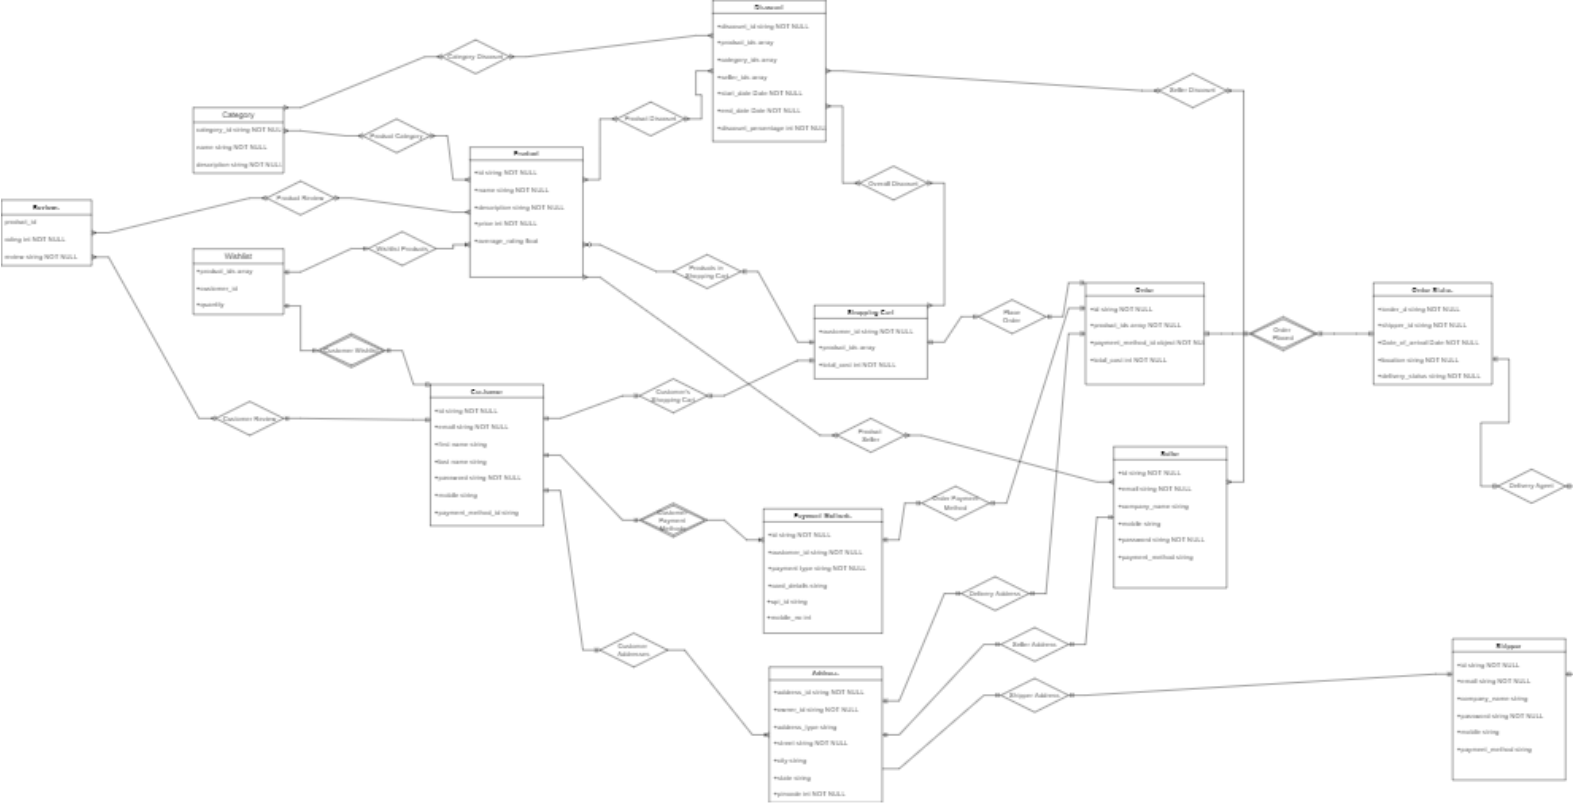 Discount
+discount_id string NOT NULL
+product_ids array
+category_ids array
+seller_ids array
+start_date Date NOT NULL
+end_date Date NOT NULL
+discount_percentage int NOT NULL
Category Discount
Seller Discount
Category
category_id string NOT NULL
name string NOT NULL
description string NOT NULL
Product Category
Product Discount
Product
+id string NOT NULL
+name string NOT NULL
+description string NOT NULL
+price int NOT NULL
+average_rating float
Overall Discount
Product Review
product_id
rating int NOT NULL
review string NOT NULL
Wishlist
+product_ids array
+customer_id
+quantity
Wishlist Products
Products in
Shopping Cart
Shopping Cart
+customer_id string NOT NULL
+product_ids array
+total_cost int NOT NULL
Place
Order
Order
+id string NOT NULL
+product_ids array
+payment_method_id object NOT NULL
+total_cost int NOT NULL
Order
Placed
Order Status
+order_id string NOT NULL
+shipper_id string NOT NULL
+Date_of_arrival Date NOT NULL
+location string NOT NULL
+delivery_status string NOT NULL
Customer Wishlist
Customer
+id string NOT NULL
+email string NOT NULL
+first name string
+last name string
+password string NOT NULL
+mobile string
+payment_method_id string
Customer Review
Customer's
Shopping Cart
Product
Seller
Seller
+id string NOT NULL
+email string NOT NULL
+company_name string
+mobile string
+password string NOT NULL
+payment_method string
Delivery Agent
Customer
Payment
Methods
Order Payment
Method
Payment Methods
+id string NOT NULL
+customer_id string NOT NULL
+payment type string NOT NULL
+card_details string
+upi_id string
+mobile_no int
Delivery Address
Customer
Addresses
Seller Address
Shipper Address
Address
+address_id string NOT NULL
+owner_id string NOT NULL
+address_type string
+street string NOT NULL
+city string
+state string
+pincode int NOT NULL
Shipper
+id string NOT NULL
+email string NOT NULL
+company_name string
+password string NOT NULL
+mobile string
+payment_method string